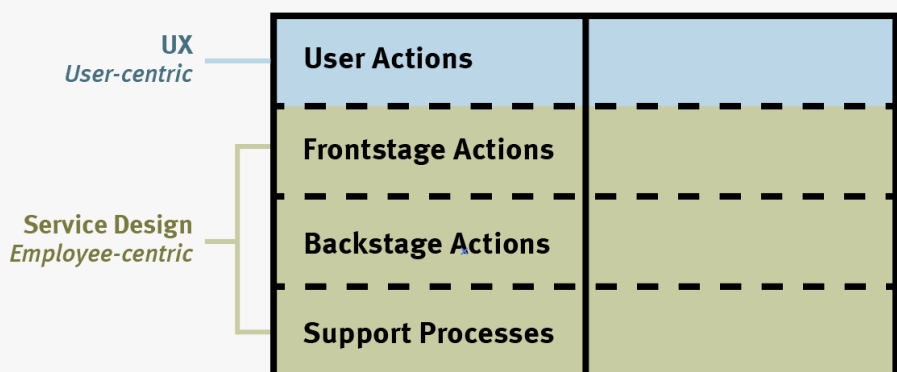 UX
User-centric
User Actions
Frontstage Actions
Service Design
Employee-centric
Backstage Actions
Support Processes